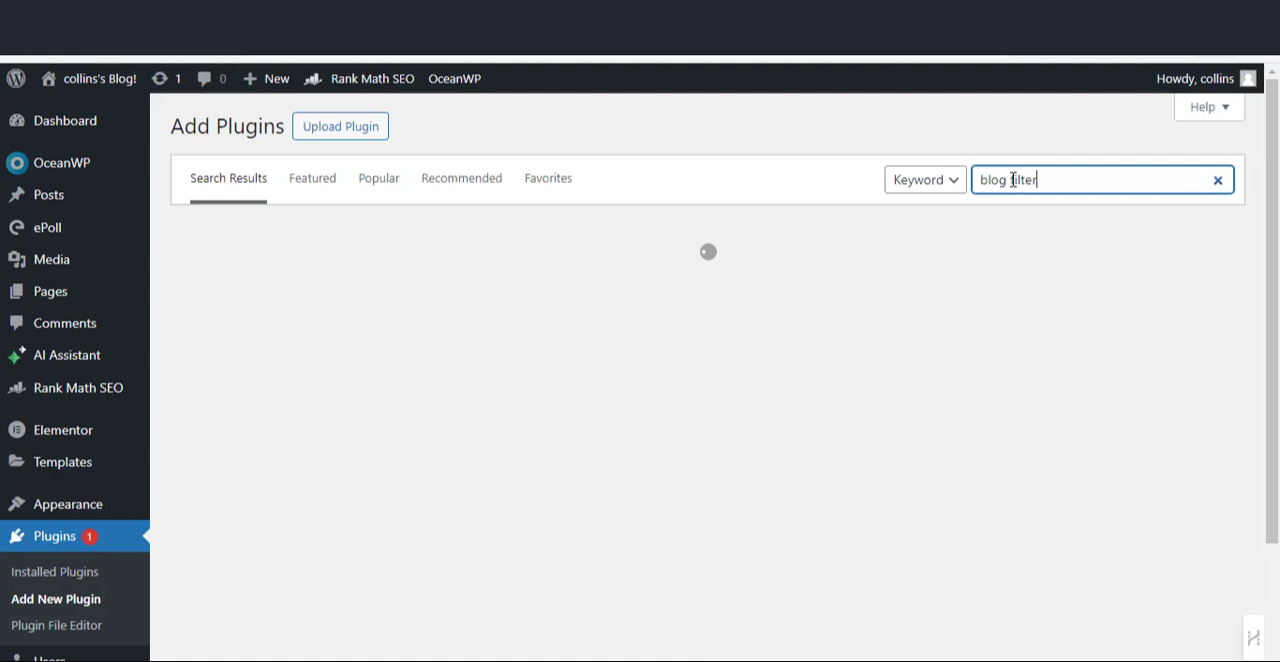 collins's Blog! 1 0 New Rank Math SEO OceanWP Howdy, collins
Help
Add Plugins Upload Plugin
Search Results Featured Popular Recommended Favorites Keyword blog filter
Dashboard
OceanWP
Posts
ePoll
Media
Pages
Comments
AI Assistant
Rank Math SEO
Elementor
Templates
Appearance
Plugins 1
Installed Plugins
Add New Plugin
Plugin File Editor
Users